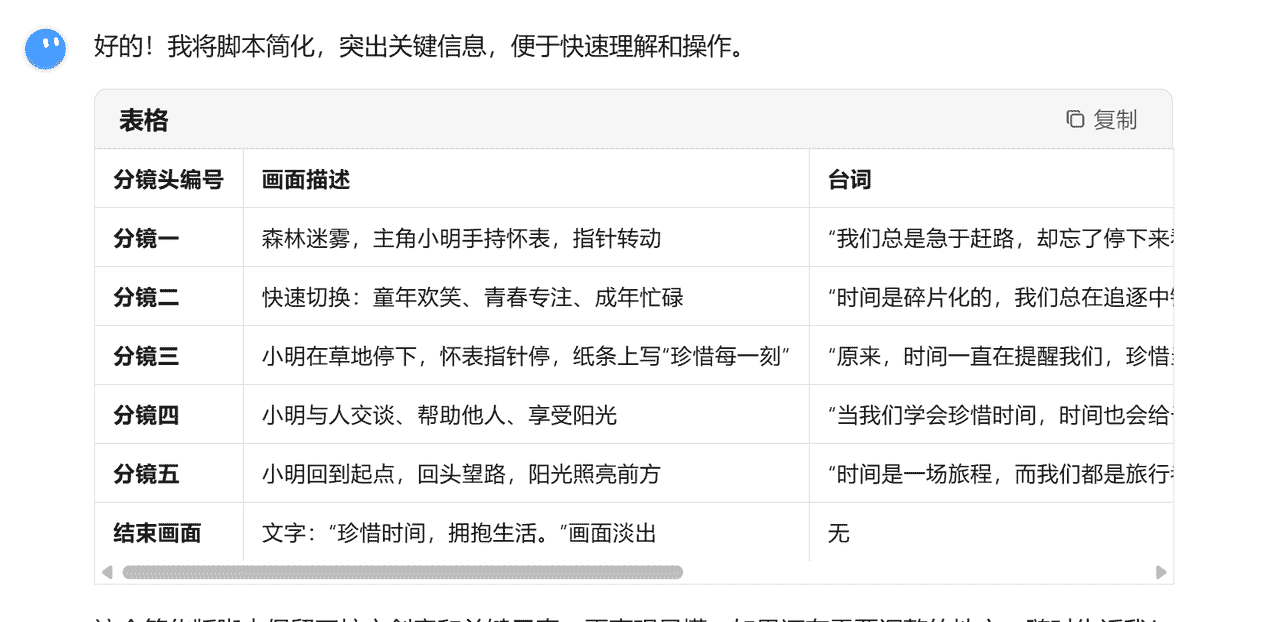 好的！我将脚本简化，突出关键信息，便于快速理解和操作。
表格 复制
分镜头编号 画面描述 台词
分镜一 森林迷雾，主角小明手持怀表，指针转动 “我们总是急于赶路，却忘了停下来
分镜二 快速切换：童年欢笑、青春专注、成年忙碌 “时间是碎片化的，我们总在追逐中
分镜三 小明在草地停下，怀表指针停，纸条上写“珍惜每一刻” “原来，时间一直在提醒我们，珍惜
分镜四 小明与人交谈、帮助他人、享受阳光 “当我们学会珍惜时间，时间也会给
分镜五 小明回到起点，回头望路，阳光照亮前方 “时间是一场旅程，而我们都是旅行
结束画面 文字：“珍惜时间，拥抱生活。”画面淡出 无